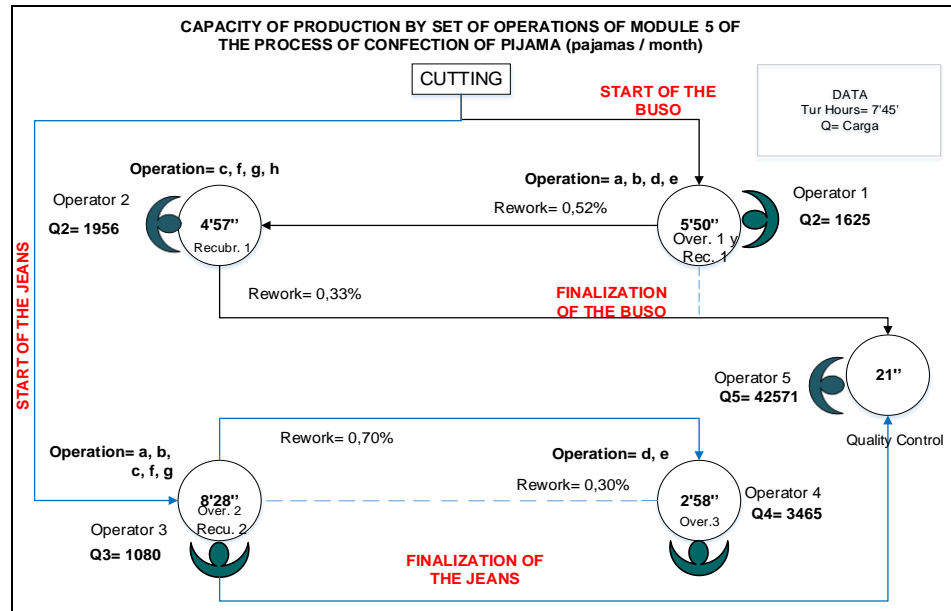 CAPACITY OF PRODUCTION BY SET OF OPERATIONS OF MODULE 5 OF
THE PROCESS OF CONFECTION OF PIJAMA (pajamas / month)
CUTTING
START OF THE
BUSO
DATA
Tur Hours= 7'45'
Q= Carga
Operation= c, f, g, h
Operator 2
Q2= 1956
4'57''
Recubr. 1
Rework= 0,52%
Operation= a, b, d, e
5'50''
Over. 1 y
Rec. 1
Operator 1
Q2= 1625
START OF THE JEANS
Rework= 0,33%
FINALIZATION
OF THE BUSO
Operator 5
Q5= 42571
21''
Quality Control
Operation= a, b,
c, f, g
Rework= 0,70%
Operation= d, e
Rework= 0,30%
8'28''
Over. 2
Recu. 2
Operator 3
Q3= 1080
2'58''
Over.3
Operator 4
Q4= 3465
FINALIZATION OF
THE JEANS